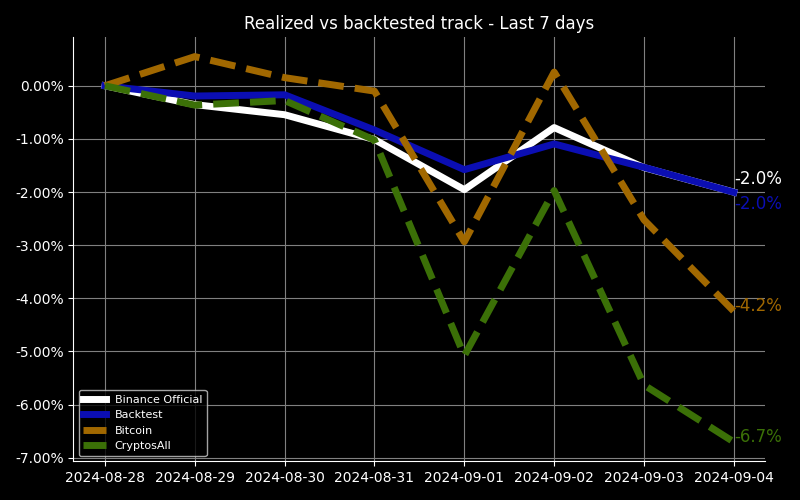 Realized vs backtested track - Last 7 days
0.00%
-1.00%
-2.00%
-3.00%
-4.00%
-5.00%
-6.00%
-7.00%
-2.0%
-2.0%
-4.2%
-6.7%
Binance Official
Backtest
Bitcoin
CryptosAll
2024-08-28 2024-08-29 2024-08-30 2024-08-31 2024-09-01 2024-09-02 2024-09-03 2024-09-04